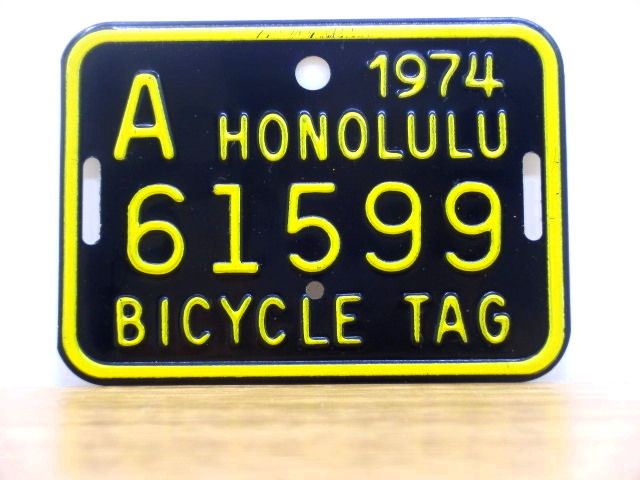 1974
A HONOLULU
61599
BICYCLE TAG